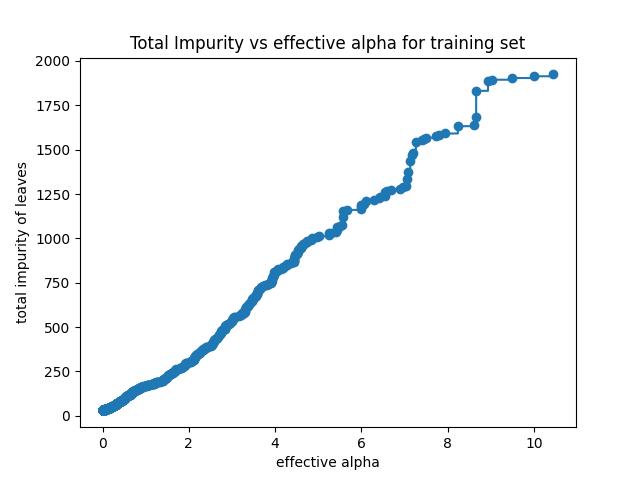 Total Impurity vs effective alpha for training set
2000
1750
1500
1250
1000
750
500
250
0
total impurity of leaves
0 2 4 6 8 10
effective alpha